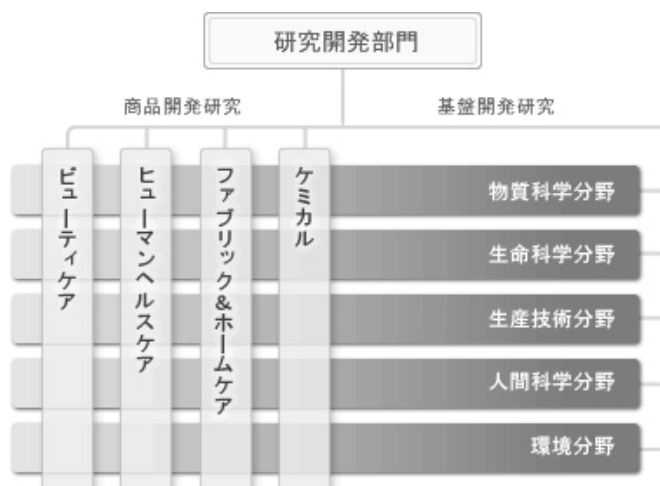 研究開発部門
商品開発研究
基盤開発研究
ビューティケア
ヒューマンヘルスケア
ファブリック&ホームケア
ケミカル
物質科学分野
生命科学分野
生産技術分野
人間科学分野
環境分野